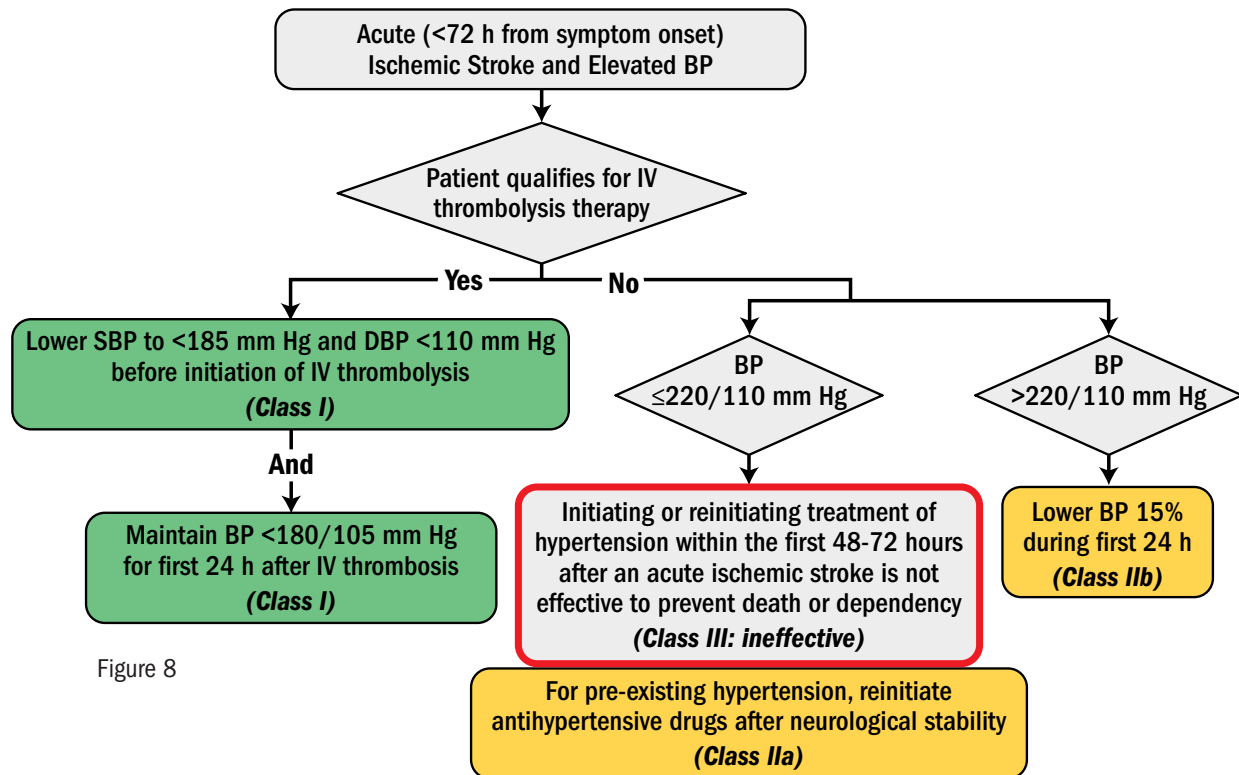 Acute (<72 h from symptom onset)
Ischemic Stroke and Elevated BP
Patient qualifies for IV
thrombolysis therapy
Yes
No
Lower SBP to <185 mm Hg and DBP <110 mm Hg
before initiation of IV thrombolysis
(Class I)
And
Maintain BP <180/105 mm Hg
for first 24 h after IV thrombosis
(Class I)
BP
≤220/110 mm Hg
BP
>220/110 mm Hg
Initiating or reinitiating treatment of
hypertension within the first 48-72 hours
after an acute ischemic stroke is not
effective to prevent death or dependency
(Class III: ineffective)
Lower BP 15%
during first 24 h
(Class IIb)
For pre-existing hypertension, reinitiate
antihypertensive drugs after neurological stability
(Class IIa)
Figure 8